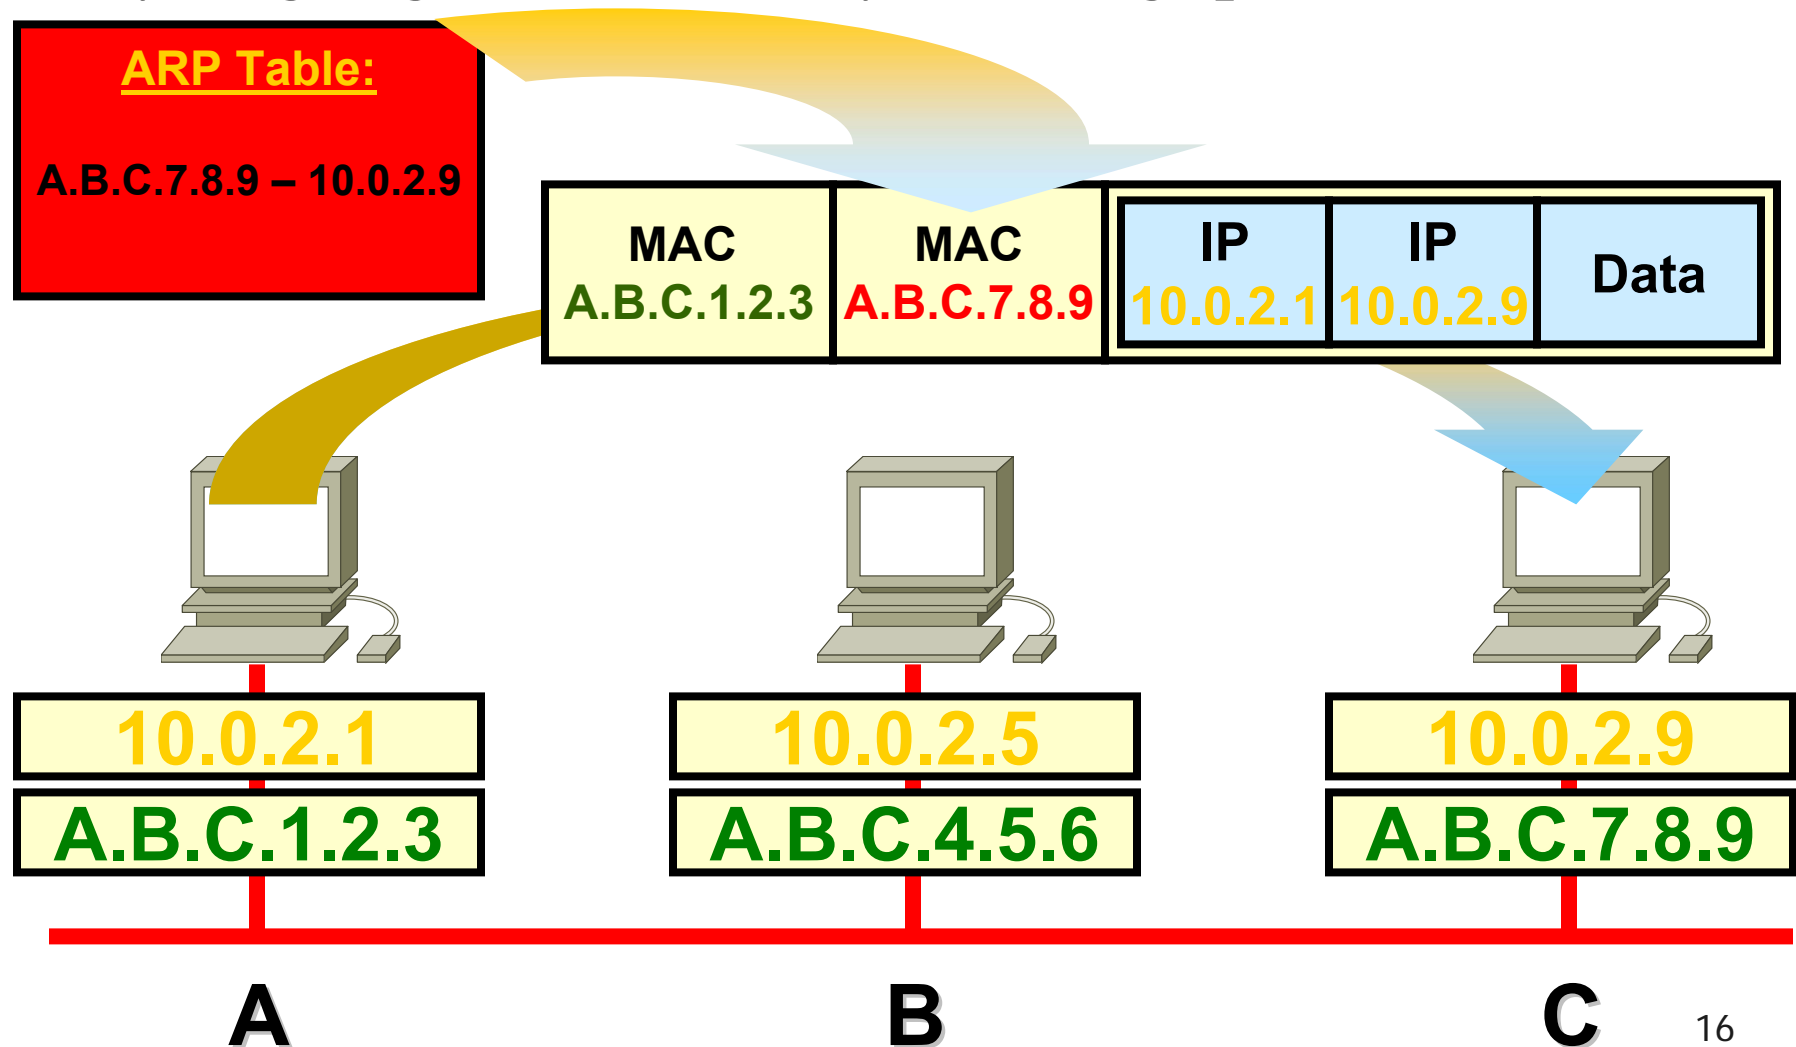 ARP Table:
A.B.C.7.8.9 – 10.0.2.9
MAC
A.B.C.1.2.3
MAC
A.B.C.7.8.9
IP
10.0.2.1
IP
10.0.2.9
Data
10.0.2.1
10.0.2.5
10.0.2.9
A.B.C.1.2.3
A.B.C.4.5.6
A.B.C.7.8.9
A
B
C
16